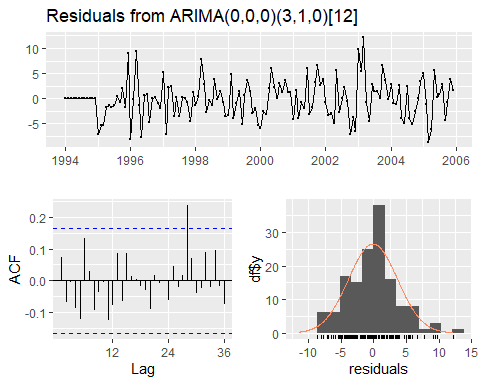 Residuals from ARIMA(0,0,0)(3,1,0)[12]
10
5
0
-5
1994 1996 1998 2000 2002 2004 2006
0.2
0.1
0.0
-0.1
ACF
12 24 36
Lag
30
20
10
0
df$y
-10 -5 0 5 10 15
residuals